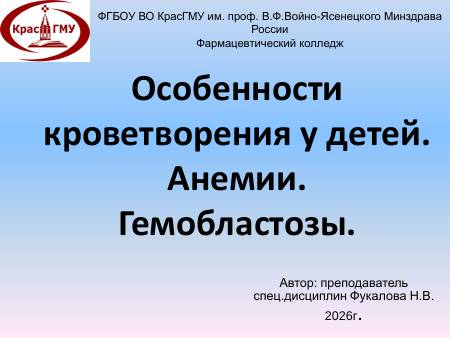 КрасГМУ
ФГБОУ ВО КрасГМУ им. проф. В.Ф.Войно-Ясенецкого Минздрава
России
Фармацевтический колледж
Особенности
кроветворения у детей.
Анемии.
Гемобластозы.
Автор: преподаватель
спец.дисциплин Фукалова Н.В.
2026г.